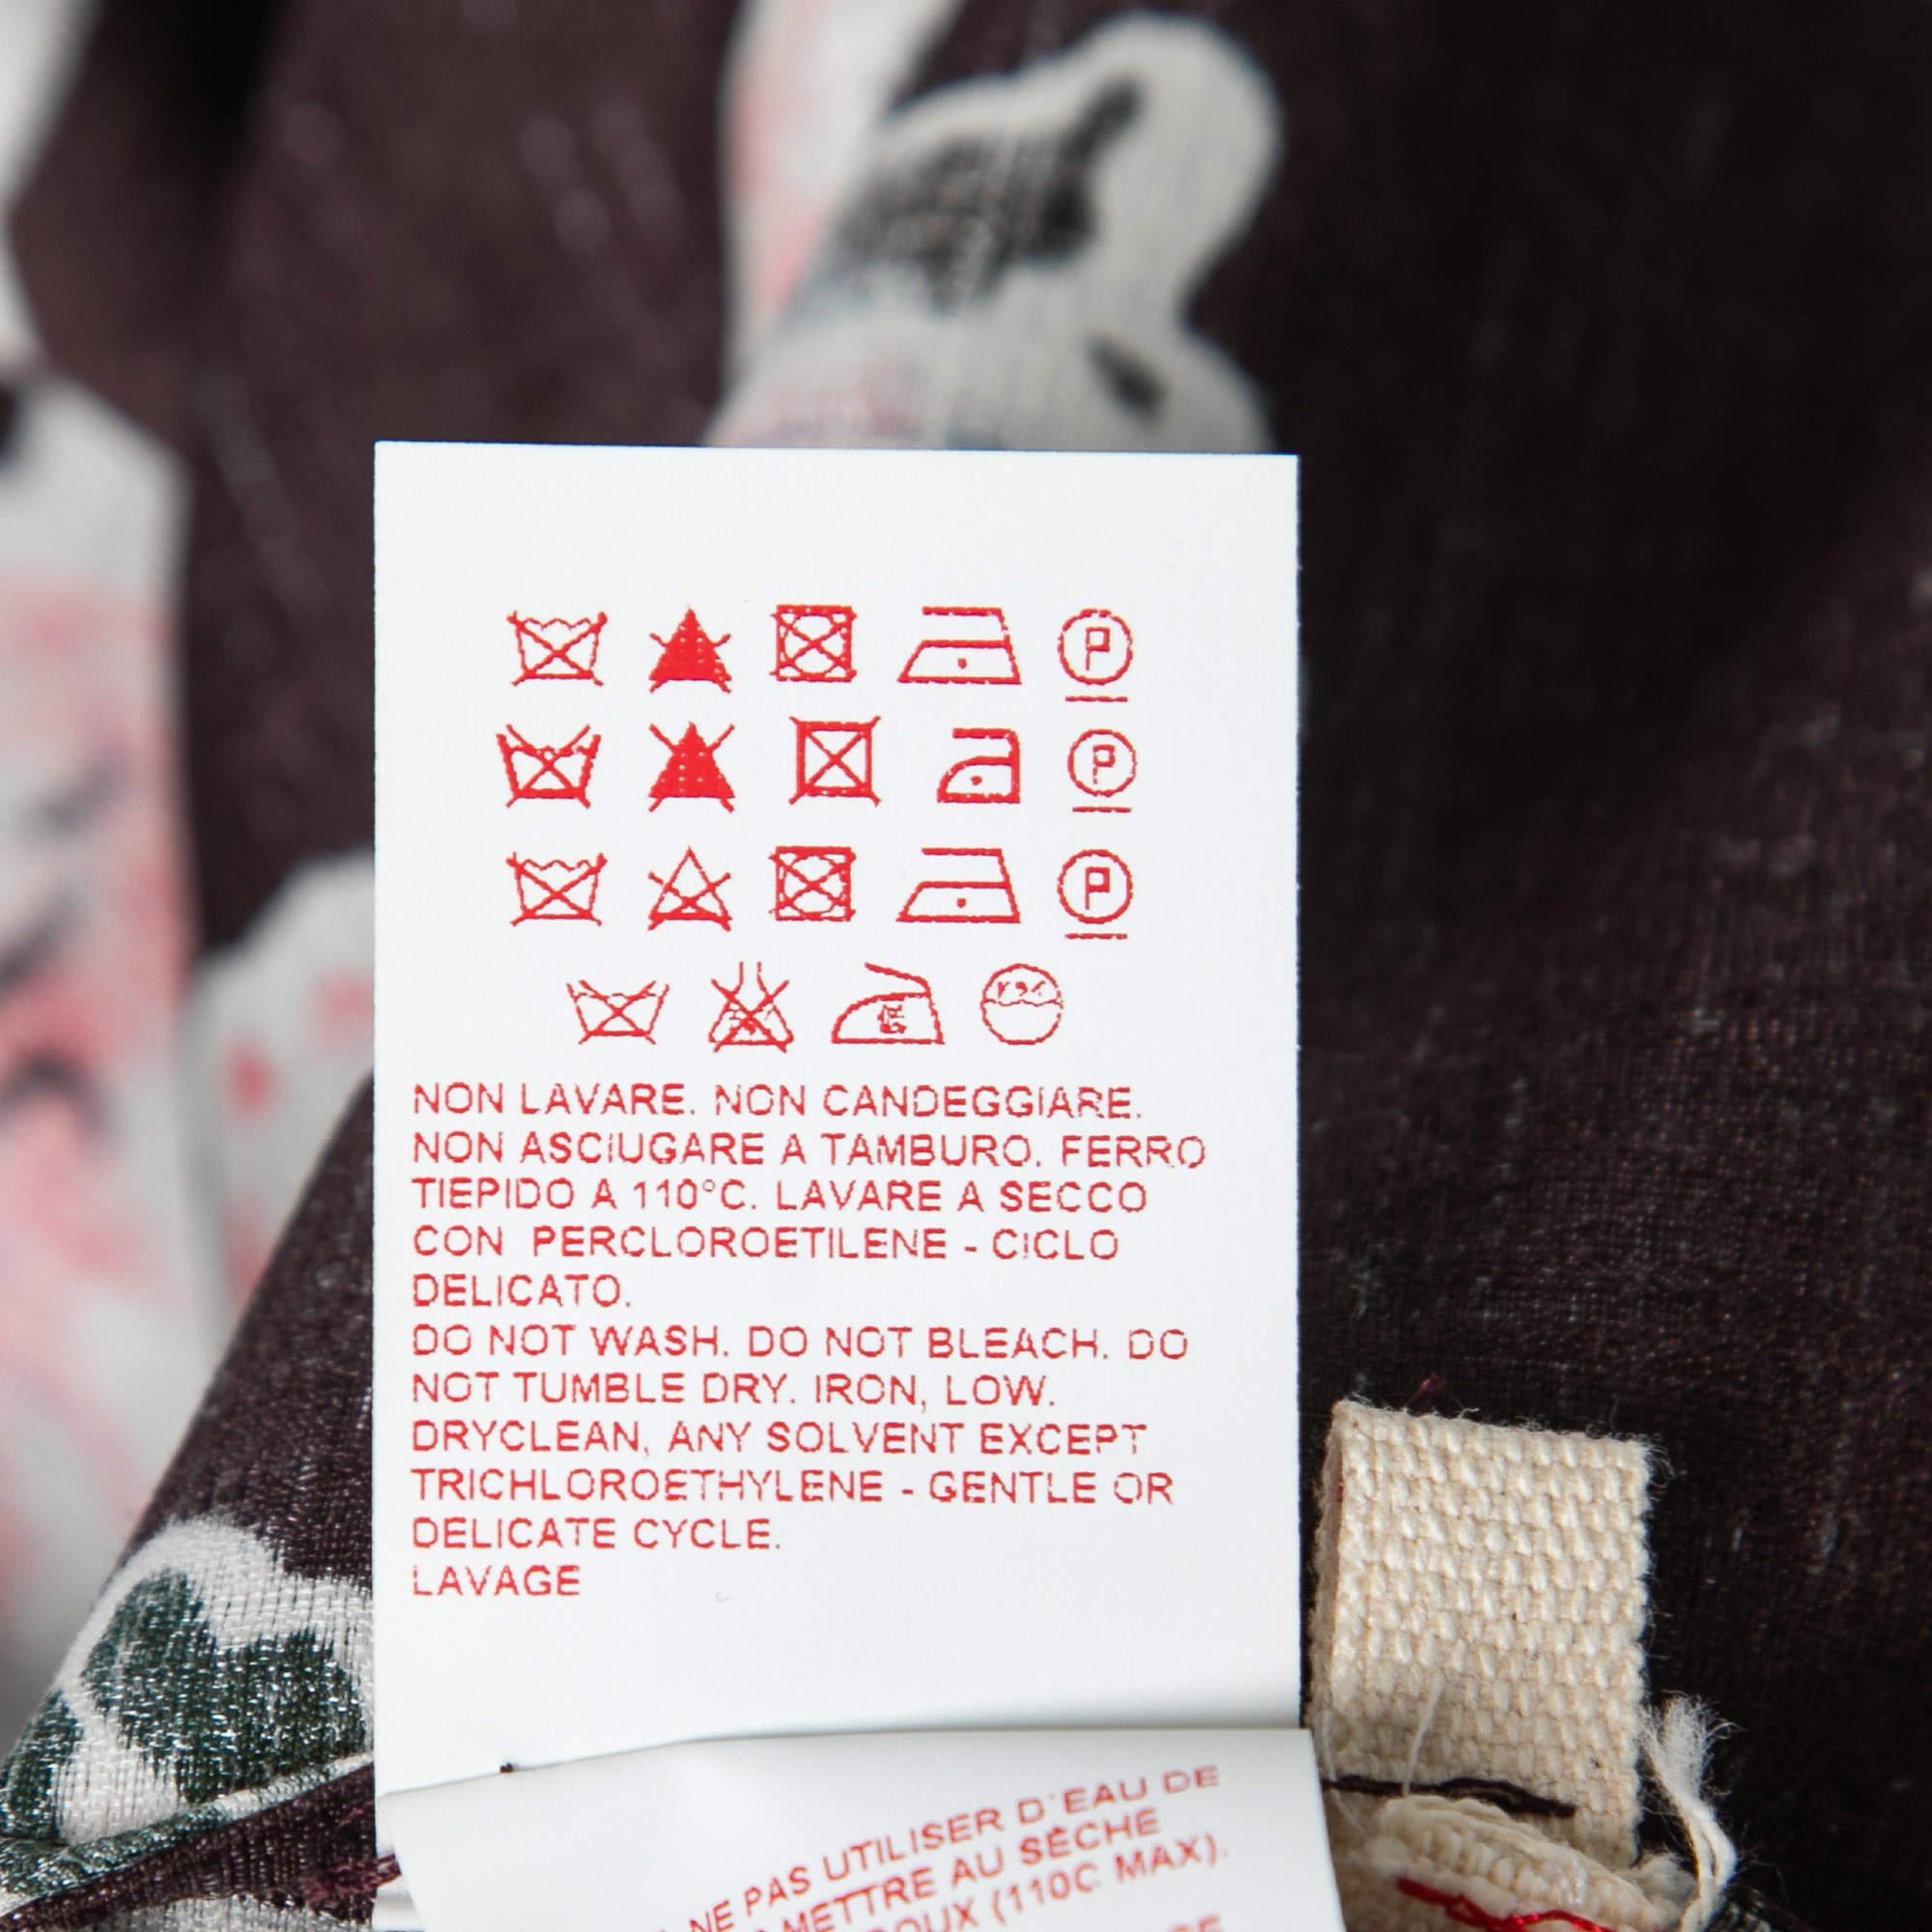 P
P
P
NON LAVARE. NON CANDEGGIARE.
NON ASCIUGARE A TAMBURO. FERRO
TIEPIDO A 110°C. LAVARE A SECCO
CON PERCLOROETILENE - CICLO
DELICATO.
DO NOT WASH. DO NOT BLEACH. DO
NOT TUMBLE DRY. IRON, LOW.
DRYCLEAN, ANY SOLVENT EXCEPT
TRICHLOROETHYLENE - GENTLE OR
DELICATE CYCLE.
LAVAGE
NE PAS UTILISER D'EAU DE
METTRE AU SÈCHE
DOUX (110C MAX).